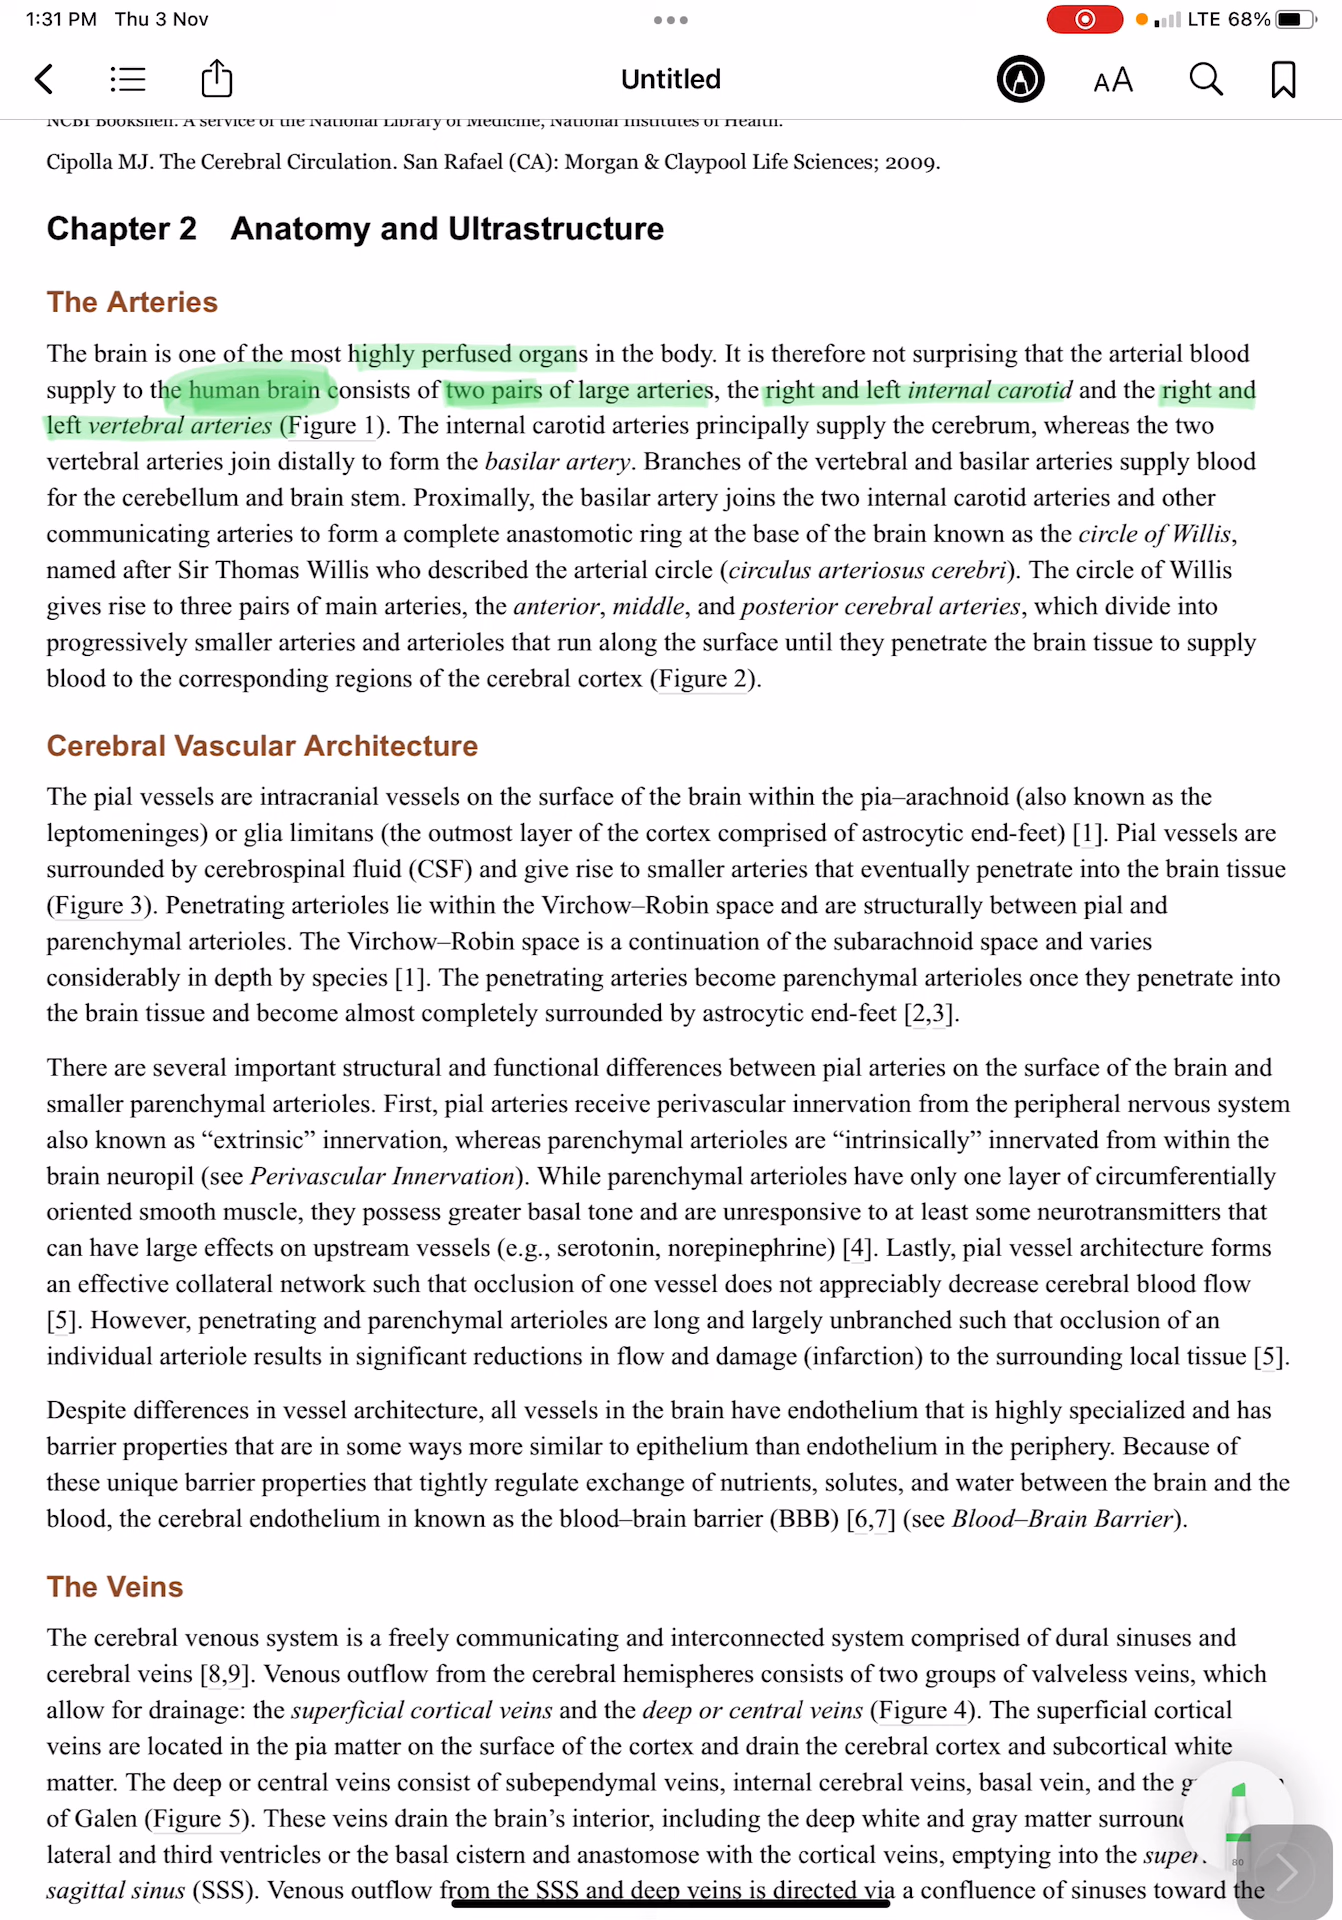 1:31 PM Thu 3 Nov
LTE 68%
Untitled
AA
NCBI Bookshelf. A service of the National Library of Medicine, National Institutes of Health.
Cipolla MJ. The Cerebral Circulation. San Rafael (CA): Morgan & Claypool Life Sciences; 2009.
Chapter 2 Anatomy and Ultrastructure
The Arteries
The brain is one of the most highly perfused organs in the body. It is therefore not surprising that the arterial blood
supply to the human brain consists of two pairs of large arteries, the right and left internal carotid and the right and
left vertebral arteries (Figure 1). The internal carotid arteries principally supply the cerebrum, whereas the two
vertebral arteries join distally to form the basilar artery. Branches of the vertebral and basilar arteries supply blood
for the cerebellum and brain stem. Proximally, the basilar artery joins the two internal carotid arteries and other
communicating arteries to form a complete anastomotic ring at the base of the brain known as the circle of Willis,
named after Sir Thomas Willis who described the arterial circle (circulus arteriosus cerebri). The circle of Willis
gives rise to three pairs of main arteries, the anterior, middle, and posterior cerebral arteries, which divide into
progressively smaller arteries and arterioles that run along the surface until they penetrate the brain tissue to supply
blood to the corresponding regions of the cerebral cortex (Figure 2).
Cerebral Vascular Architecture
The pial vessels are intracranial vessels on the surface of the brain within the pia–arachnoid (also known as the
leptomeninges) or glia limitans (the outmost layer of the cortex comprised of astrocytic end-feet) [1]. Pial vessels are
surrounded by cerebrospinal fluid (CSF) and give rise to smaller arteries that eventually penetrate into the brain tissue
(Figure 3). Penetrating arterioles lie within the Virchow–Robin space and are structurally between pial and
parenchymal arterioles. The Virchow–Robin space is a continuation of the subarachnoid space and varies
considerably in depth by species [1]. The penetrating arteries become parenchymal arterioles once they penetrate into
the brain tissue and become almost completely surrounded by astrocytic end-feet [2,3].
There are several important structural and functional differences between pial arteries on the surface of the brain and
smaller parenchymal arterioles. First, pial arteries receive perivascular innervation from the peripheral nervous system
also known as “extrinsic” innervation, whereas parenchymal arterioles are “intrinsically” innervated from within the
brain neuropil (see Perivascular Innervation). While parenchymal arterioles have only one layer of circumferentially
oriented smooth muscle, they possess greater basal tone and are unresponsive to at least some neurotransmitters that
can have large effects on upstream vessels (e.g., serotonin, norepinephrine) [4]. Lastly, pial vessel architecture forms
an effective collateral network such that occlusion of one vessel does not appreciably decrease cerebral blood flow
[5]. However, penetrating and parenchymal arterioles are long and largely unbranched such that occlusion of an
individual arteriole results in significant reductions in flow and damage (infarction) to the surrounding local tissue [5].
Despite differences in vessel architecture, all vessels in the brain have endothelium that is highly specialized and has
barrier properties that are in some ways more similar to epithelium than endothelium in the periphery. Because of
these unique barrier properties that tightly regulate exchange of nutrients, solutes, and water between the brain and the
blood, the cerebral endothelium in known as the blood–brain barrier (BBB) [6,7] (see Blood–Brain Barrier).
The Veins
The cerebral venous system is a freely communicating and interconnected system comprised of dural sinuses and
cerebral veins [8,9]. Venous outflow from the cerebral hemispheres consists of two groups of valveless veins, which
allow for drainage: the superficial cortical veins and the deep or central veins (Figure 4). The superficial cortical
veins are located in the pia matter on the surface of the cortex and drain the cerebral cortex and subcortical white
matter. The deep or central veins consist of subependymal veins, internal cerebral veins, basal vein, and the
of Galen (Figure 5). These veins drain the brain’s interior, including the deep white and gray matter
lateral and third ventricles or the basal cistern and anastomose with the cortical veins, emptying into the
80
sagittal sinus (SSS). Venous outflow from the SSS and deep veins is directed via a confluence of sinuses toward the